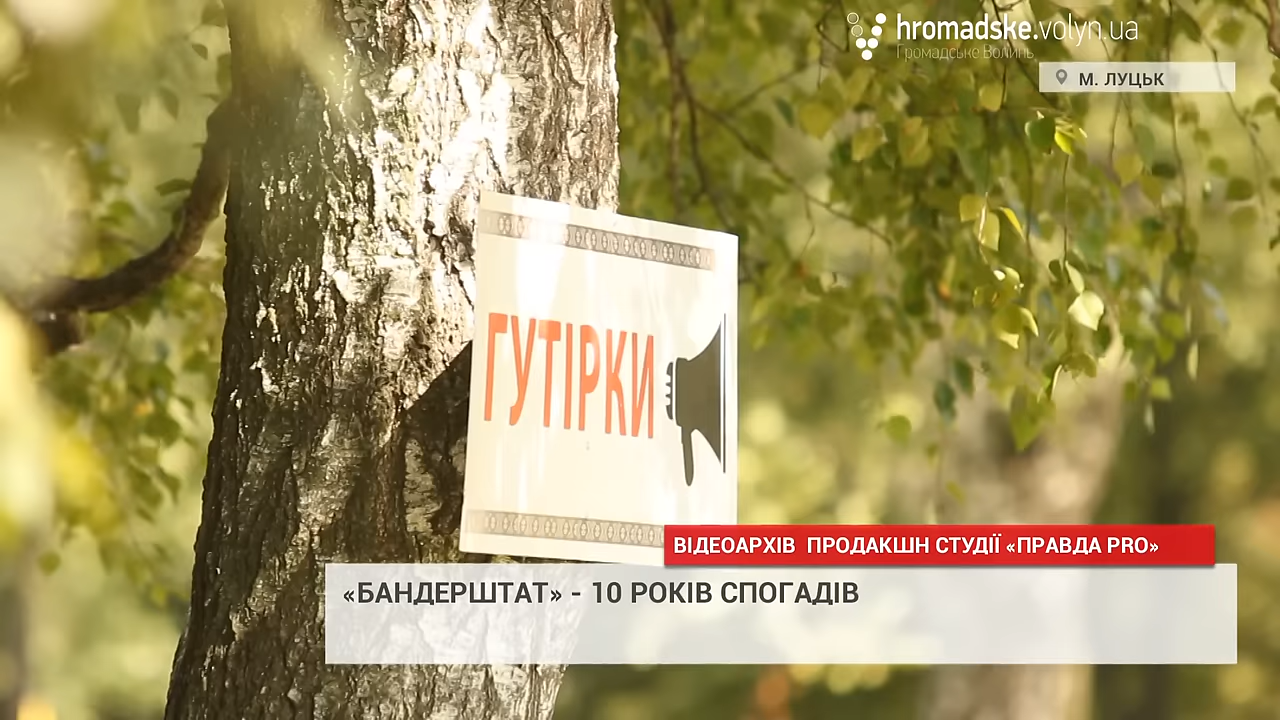 hromadske.volyn.ua
Громадське Волинь
М. ЛУЦЬК
ГУТІРКИ
ВІДЕОАРХІВ ПРОДАКШН СТУДІЇ «ПРАВДА PRO»
«БАНДЕРШТАТ» - 10 РОКІВ СПОГАДІВ